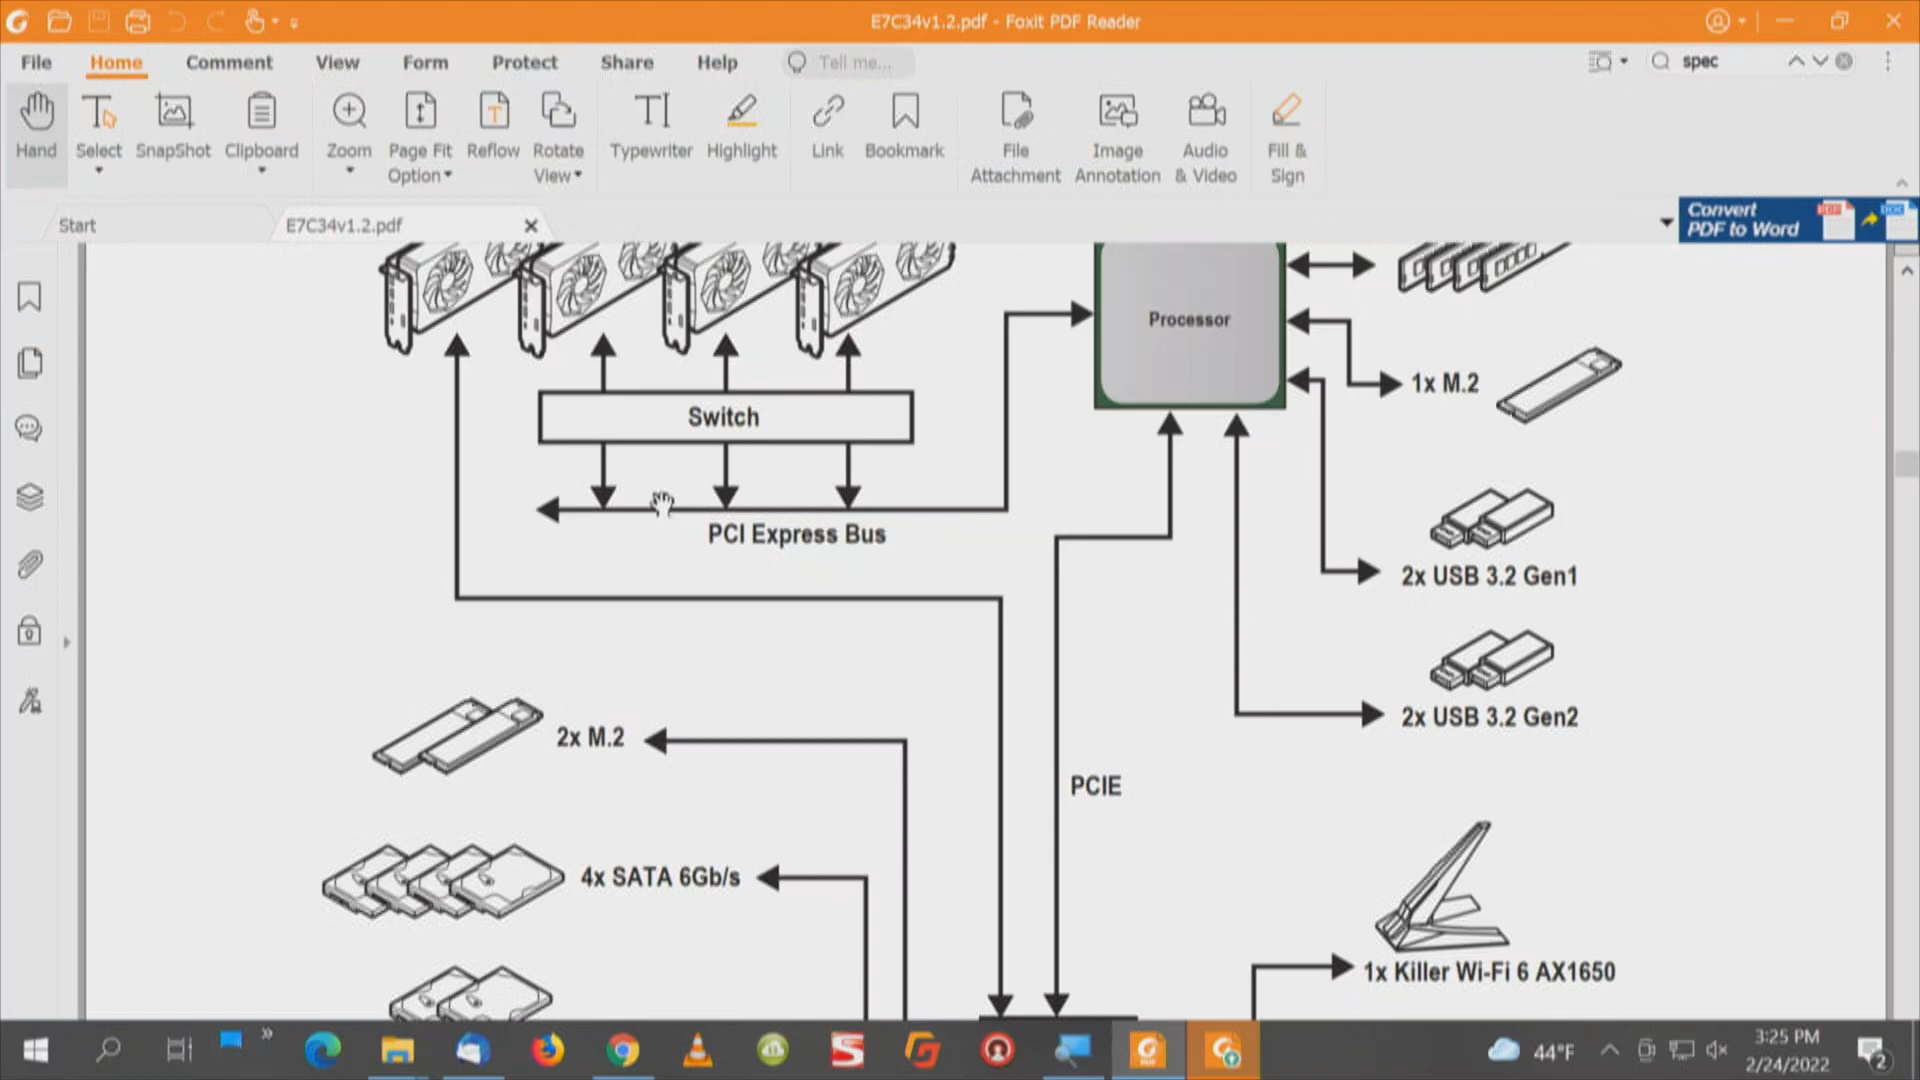 E7C34v1.2.pdf - Foxit PDF Reader
File Home Comment View Form Protect Share Help Tell me... spec
Hand Select SnapShot Clipboard Zoom Page Fit Option Reflow Rotate View Typewriter Highlight Link Bookmark File Attachment Image Annotation Audio & Video Fill & Sign
Start E7C34v1.2.pdf
Convert
PDF to Word
Processor
1x M.2
Switch
PCI Express Bus
2x USB 3.2 Gen1
2x USB 3.2 Gen2
2x M.2
PCIE
4x SATA 6Gb/s
1x Killer Wi-Fi 6 AX1650
44°F
3:25 PM
2/24/2022
2